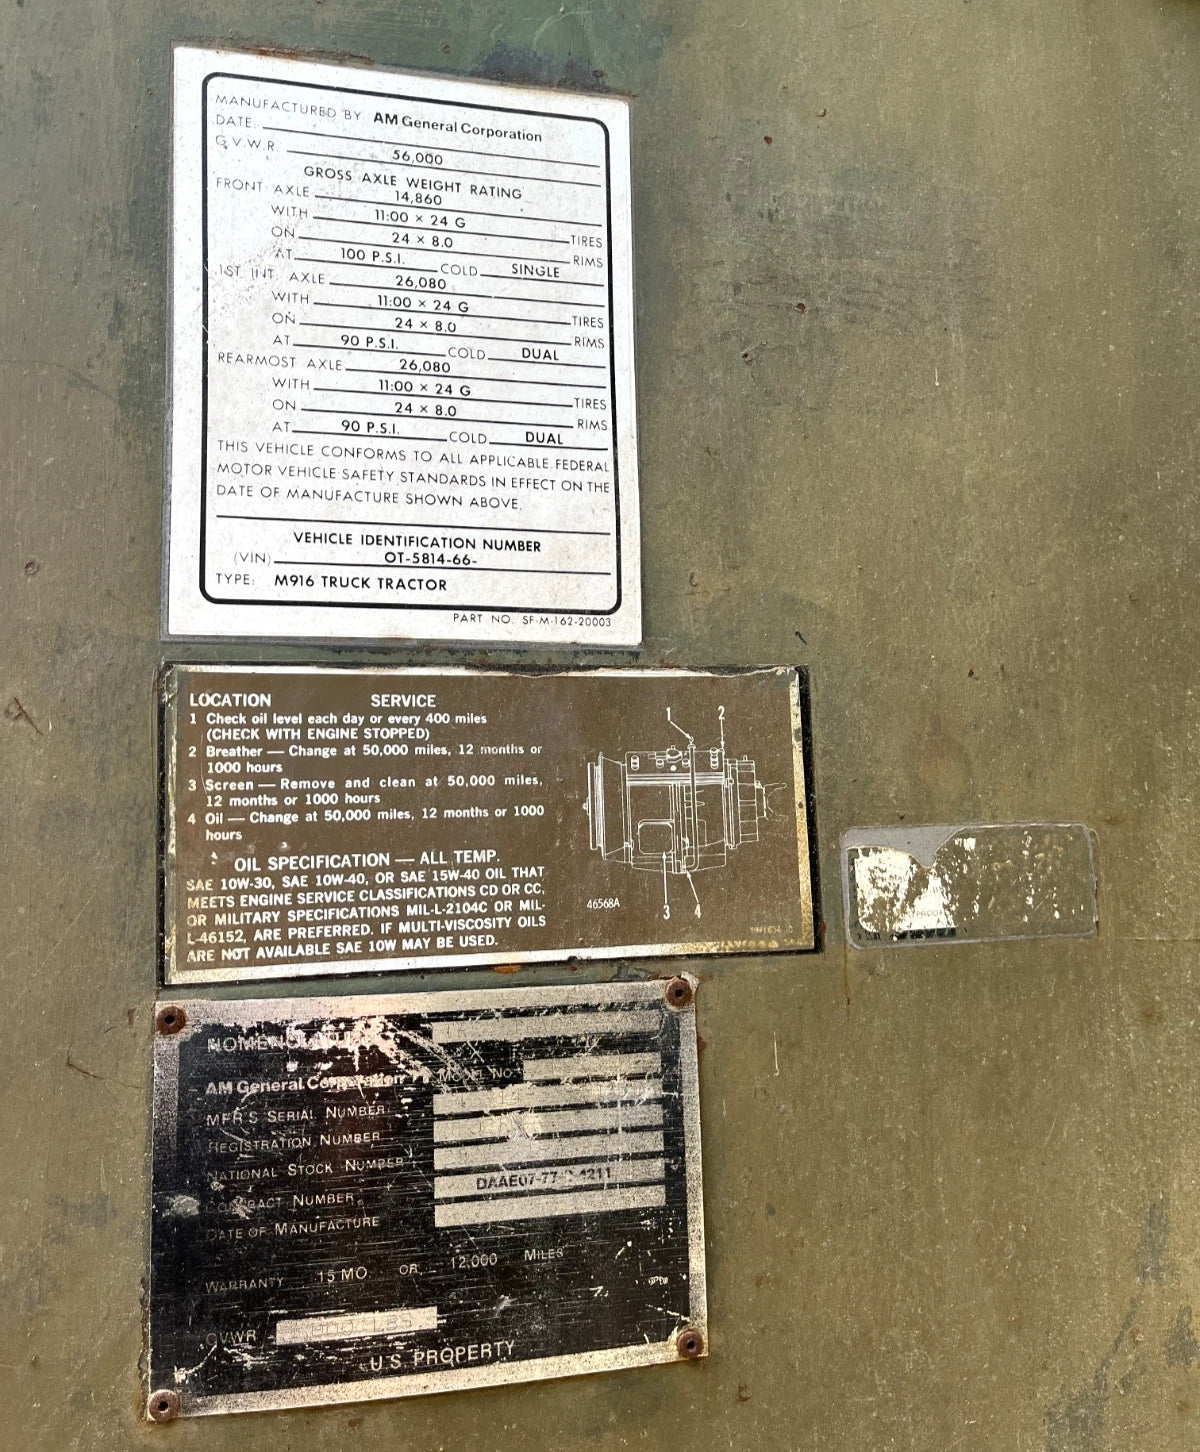 MANUFACTURED BY AM General Corporation
DATE:
G.V.W.R. 56,000
GROSS AXLE WEIGHT RATING
FRONT AXLE 14,860
WITH 11:00 × 24 G TIRES
ON 24 × 8.0 RIMS
AT 100 P.S.I. COLD SINGLE
1ST. INT. AXLE 26,080
WITH 11:00 × 24 G TIRES
ON 24 × 8.0 RIMS
AT 90 P.S.I. COLD DUAL
REARMOST AXLE 26,080
WITH 11:00 × 24 G TIRES
ON 24 × 8.0 RIMS
AT 90 P.S.I. COLD DUAL
THIS VEHICLE CONFORMS TO ALL APPLICABLE FEDERAL
MOTOR VEHICLE SAFETY STANDARDS IN EFFECT ON THE
DATE OF MANUFACTURE SHOWN ABOVE.
VEHICLE IDENTIFICATION NUMBER
(VIN) OT-5814-66-
TYPE: M916 TRUCK TRACTOR
PART NO. SF-M-162-20003
LOCATION SERVICE
1 Check oil level each day or every 400 miles
(CHECK WITH ENGINE STOPPED)
2 Breather — Change at 50,000 miles, 12 months or
1000 hours
3 Screen — Remove and clean at 50,000 miles,
12 months or 1000 hours
4 Oil — Change at 50,000 miles, 12 months or 1000
hours
OIL SPECIFICATION — ALL TEMP.
SAE 10W-30, SAE 10W-40, OR SAE 15W-40 OIL THAT
MEETS ENGINE SERVICE CLASSIFICATIONS CD OR CC,
OR MILITARY SPECIFICATIONS MIL-L-2104C OR MIL-
L-46152, ARE PREFERRED. IF MULTI-VISCOSITY OILS
ARE NOT AVAILABLE SAE 10W MAY BE USED.
1 2
46568A
3 4
NOMENCLATURE
AM General Corporation MODEL NO.
MFR'S SERIAL NUMBER
REGISTRATION NUMBER
NATIONAL STOCK NUMBER
CONTRACT NUMBER
DATE OF MANUFACTURE
WARRANTY 15 MO OR 12,000 MILES
GVWR LBS
U.S. PROPERTY